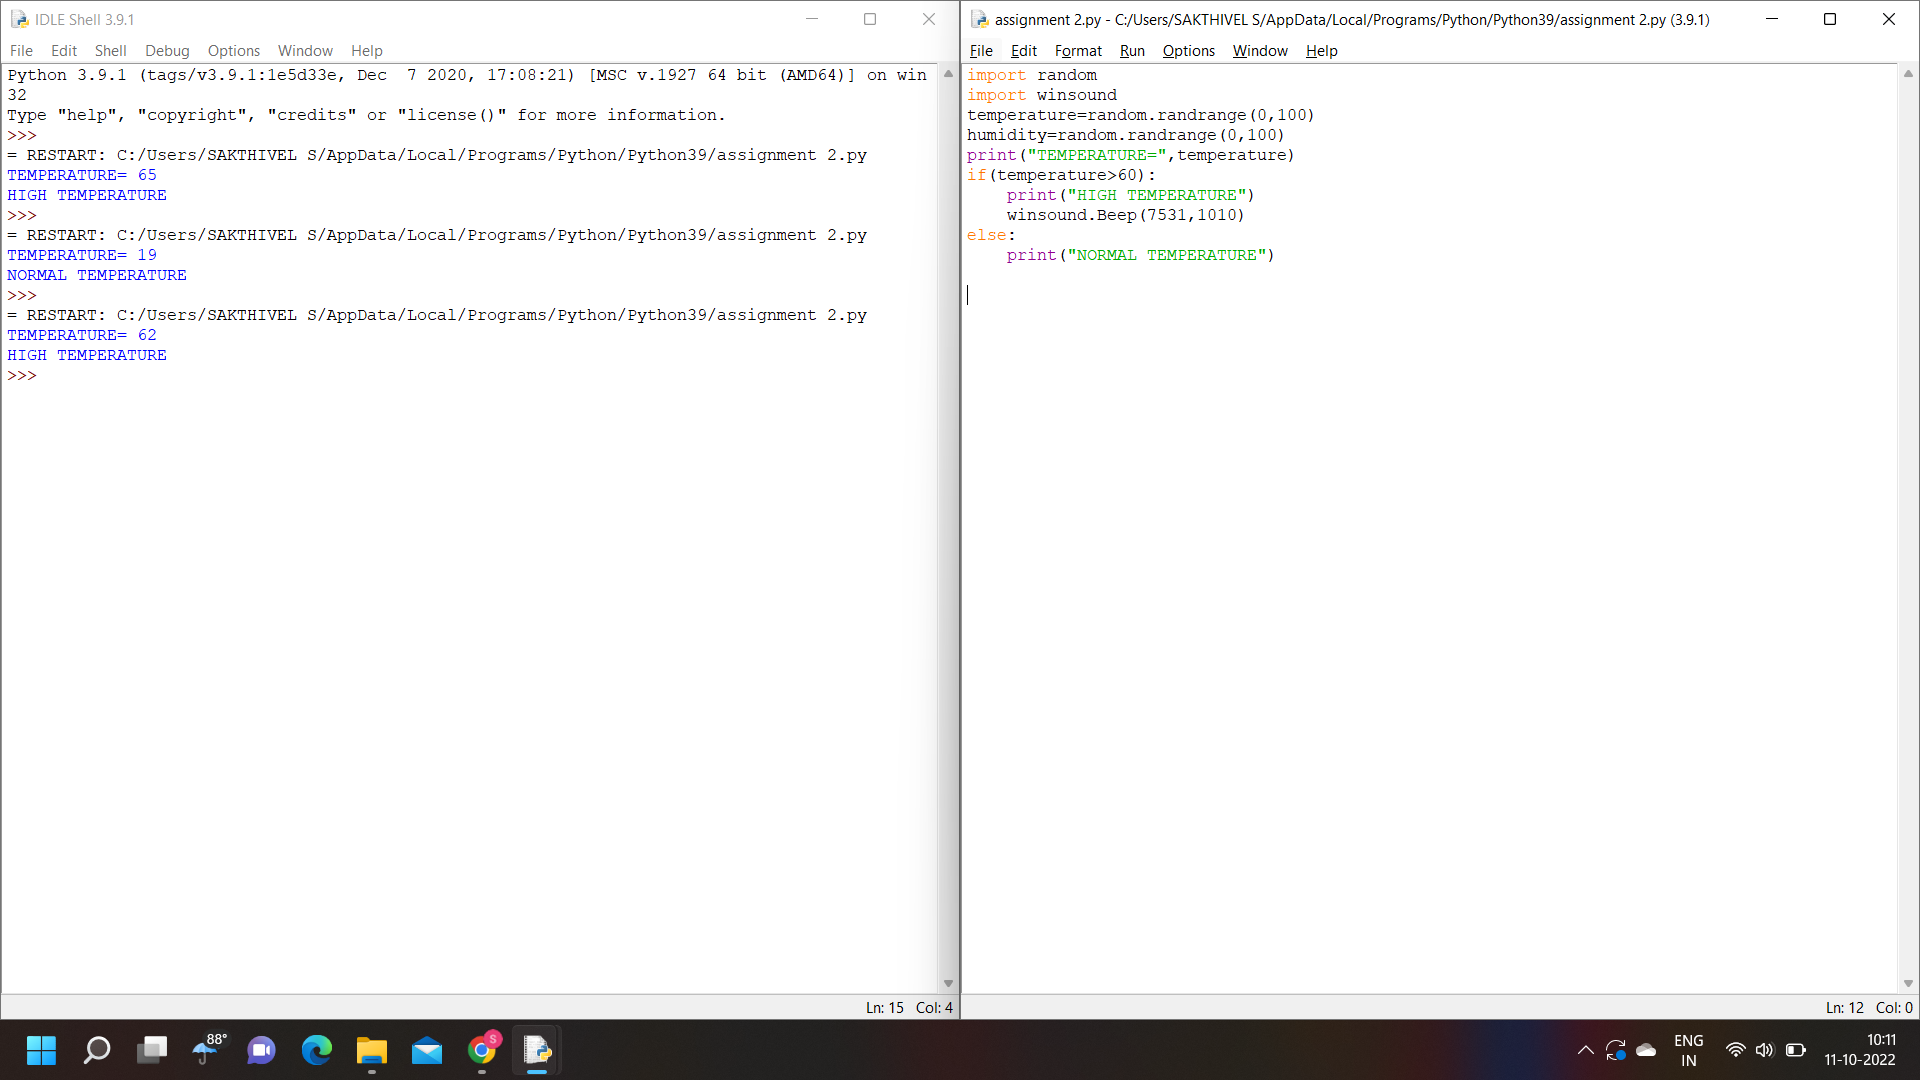 IDLE Shell 3.9.1
File Edit Shell Debug Options Window Help
Python 3.9.1 (tags/v3.9.1:1e5d33e, Dec  7 2020, 17:08:21) [MSC v.1927 64 bit (AMD64)] on win
32
Type "help", "copyright", "credits" or "license()" for more information.
>>>
= RESTART: C:/Users/SAKTHIVEL S/AppData/Local/Programs/Python/Python39/assignment 2.py
TEMPERATURE= 65
HIGH TEMPERATURE
>>>
= RESTART: C:/Users/SAKTHIVEL S/AppData/Local/Programs/Python/Python39/assignment 2.py
TEMPERATURE= 19
NORMAL TEMPERATURE
>>>
= RESTART: C:/Users/SAKTHIVEL S/AppData/Local/Programs/Python/Python39/assignment 2.py
TEMPERATURE= 62
HIGH TEMPERATURE
>>>
Ln: 15 Col: 4
assignment 2.py - C:/Users/SAKTHIVEL S/AppData/Local/Programs/Python/Python39/assignment 2.py (3.9.1)
File Edit Format Run Options Window Help
import random
import winsound
temperature=random.randrange(0,100)
humidity=random.randrange(0,100)
print("TEMPERATURE=",temperature)
if(temperature>60):
    print("HIGH TEMPERATURE")
    winsound.Beep(7531,1010)
else:
    print("NORMAL TEMPERATURE")
Ln: 12 Col: 0
88°
S
ENG
IN
10:11
11-10-2022